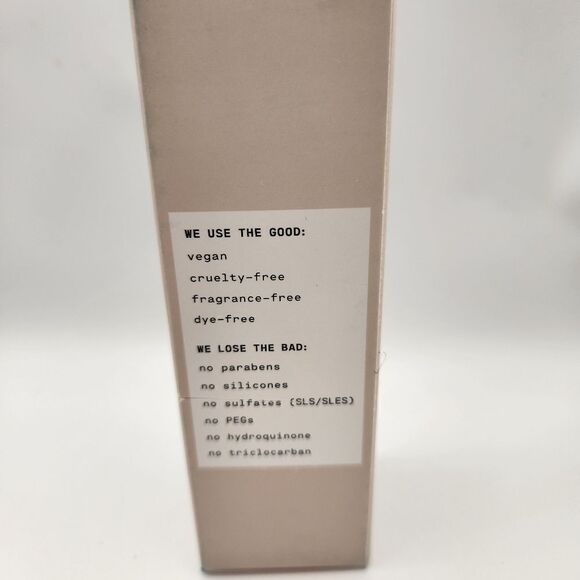 WE USE THE GOOD:
vegan
cruelty-free
fragrance-free
dye-free
WE LOSE THE BAD:
no parabens
no silicones
no sulfates (SLS/SLES)
no PEGs
no hydroquinone
no triclocarban